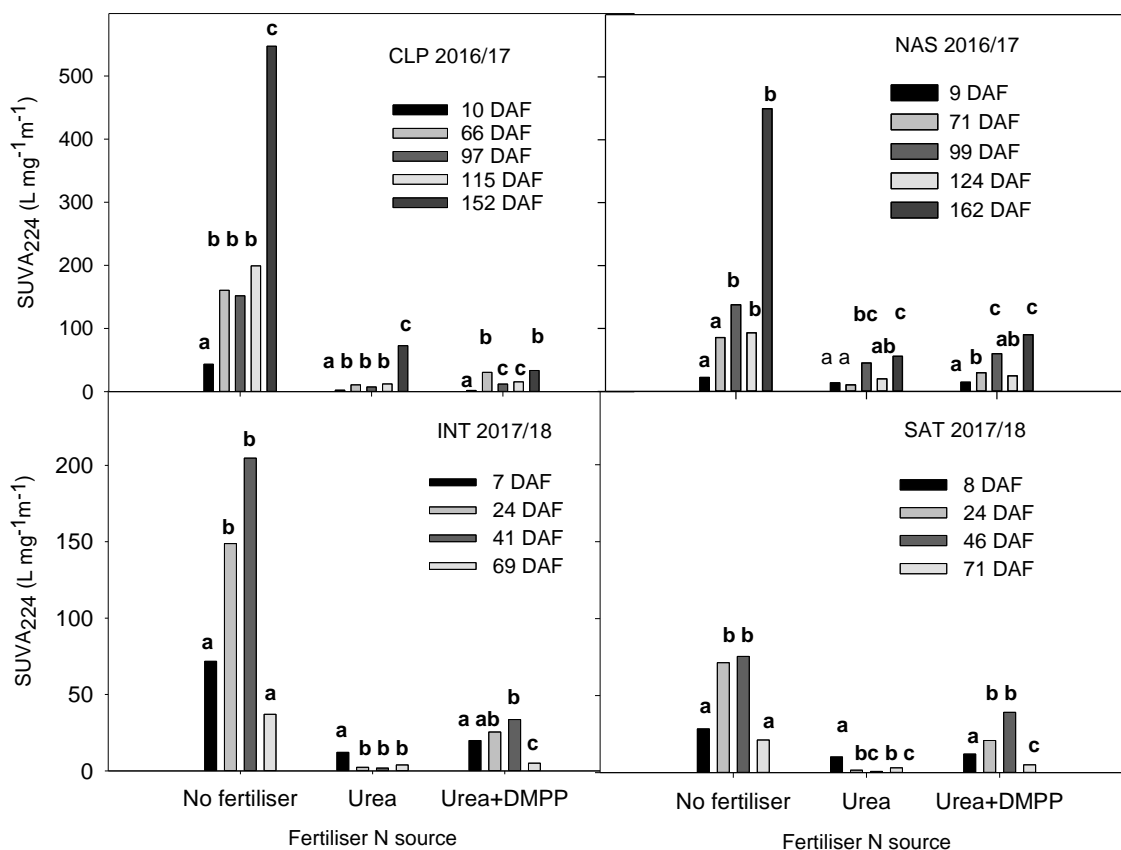 CLP 2016/17
10 DAF
66 DAF
97 DAF
115 DAF
152 DAF
SUVA224 (L mg-1m-1)
500
400
300
200
100
0
a b b b c
a b b b c
a b c c b
NAS 2016/17
9 DAF
71 DAF
99 DAF
124 DAF
162 DAF
a a b b b
a a bc ab c
a b c ab c
INT 2017/18
7 DAF
24 DAF
41 DAF
69 DAF
SUVA224 (L mg-1m-1)
200
150
100
50
0
a b b a
a b b b
a ab b c
No fertiliser Urea Urea+DMPP
Fertiliser N source
SAT 2017/18
8 DAF
24 DAF
46 DAF
71 DAF
a b b a
a bc b c
a b b c
No fertiliser Urea Urea+DMPP
Fertiliser N source